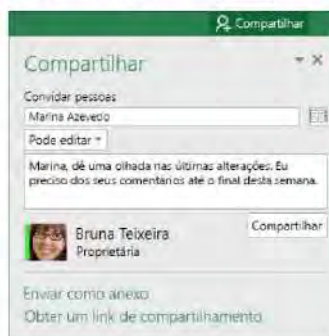 Compartilhar
Compartilhar
Convidar pessoas
Marina Azevedo
Pode editar
Marina, dê uma olhada nas últimas alterações. Eu
preciso dos seus comentários até o final desta semana.
Compartilhar
Bruna Teixeira
Proprietária
Enviar como anexo
Obter um link de compartilhamento